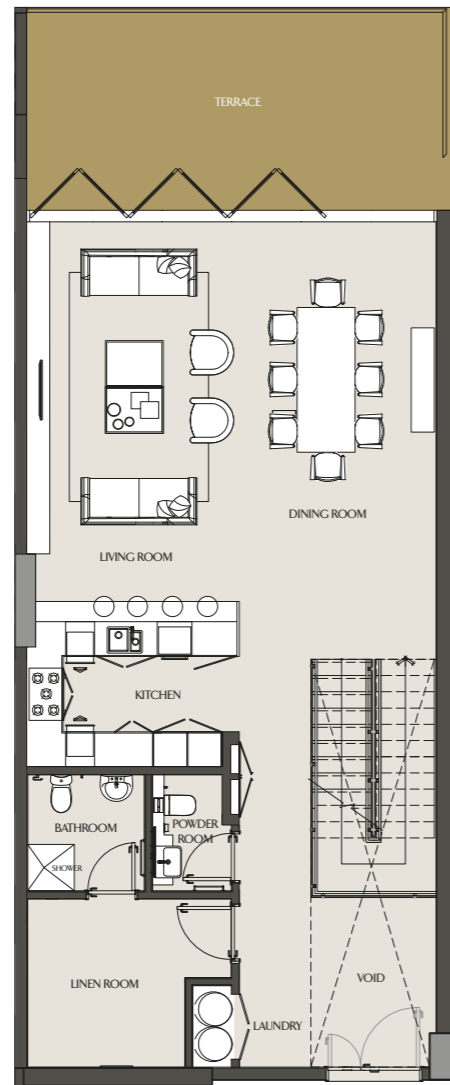 TERRACE
DINING ROOM
LIVING ROOM
KITCHEN
BATHROOM
POWDER
ROOM
SHOWER
LINEN ROOM
VOID
LAUNDRY